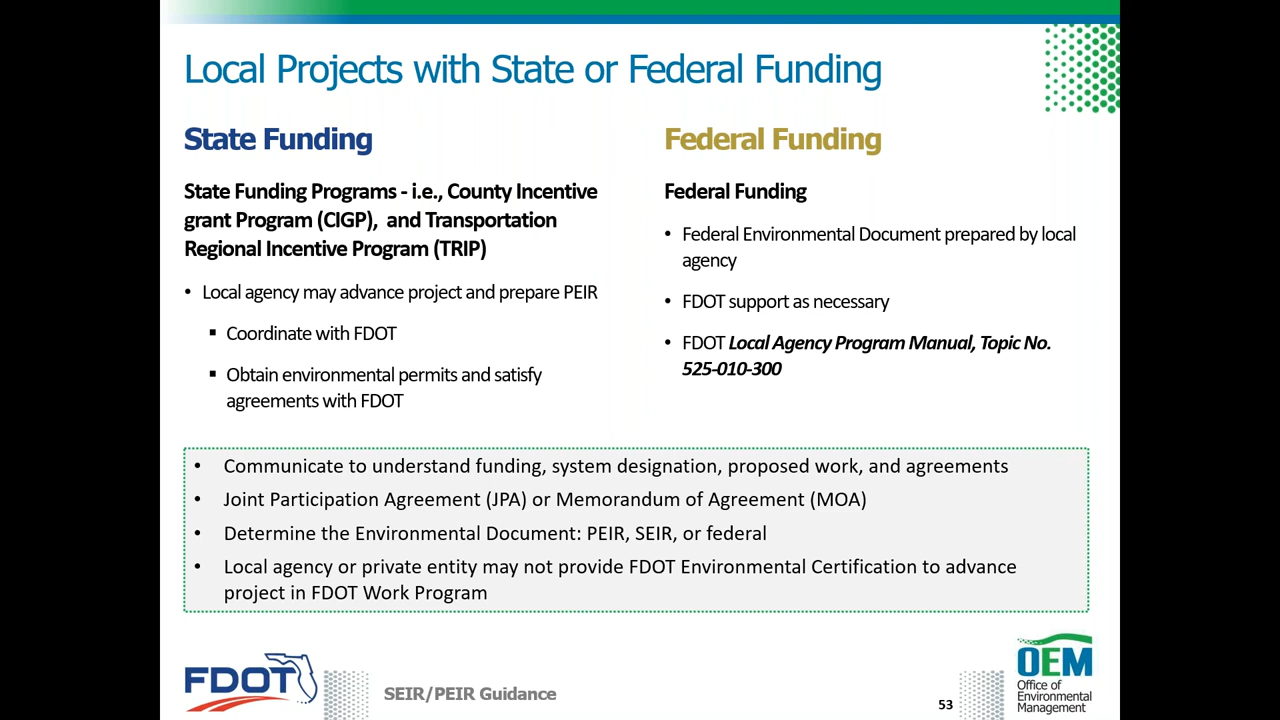 Local Projects with State or Federal Funding
State Funding
State Funding Programs - i.e., County Incentive
grant Program (CIGP),  and Transportation
Regional Incentive Program (TRIP)
• Local agency may advance project and prepare PEIR
▪ Coordinate with FDOT
▪ Obtain environmental permits and satisfy
agreements with FDOT
Federal Funding
Federal Funding
• Federal Environmental Document prepared by local
agency
• FDOT support as necessary
• FDOT Local Agency Program Manual, Topic No.
525-010-300
• Communicate to understand funding, system designation, proposed work, and agreements
• Joint Participation Agreement (JPA) or Memorandum of Agreement (MOA)
• Determine the Environmental Document: PEIR, SEIR, or federal
• Local agency or private entity may not provide FDOT Environmental Certification to advance
project in FDOT Work Program
FDOT
SEIR/PEIR Guidance
53
OEM
Office of
Environmental
Management